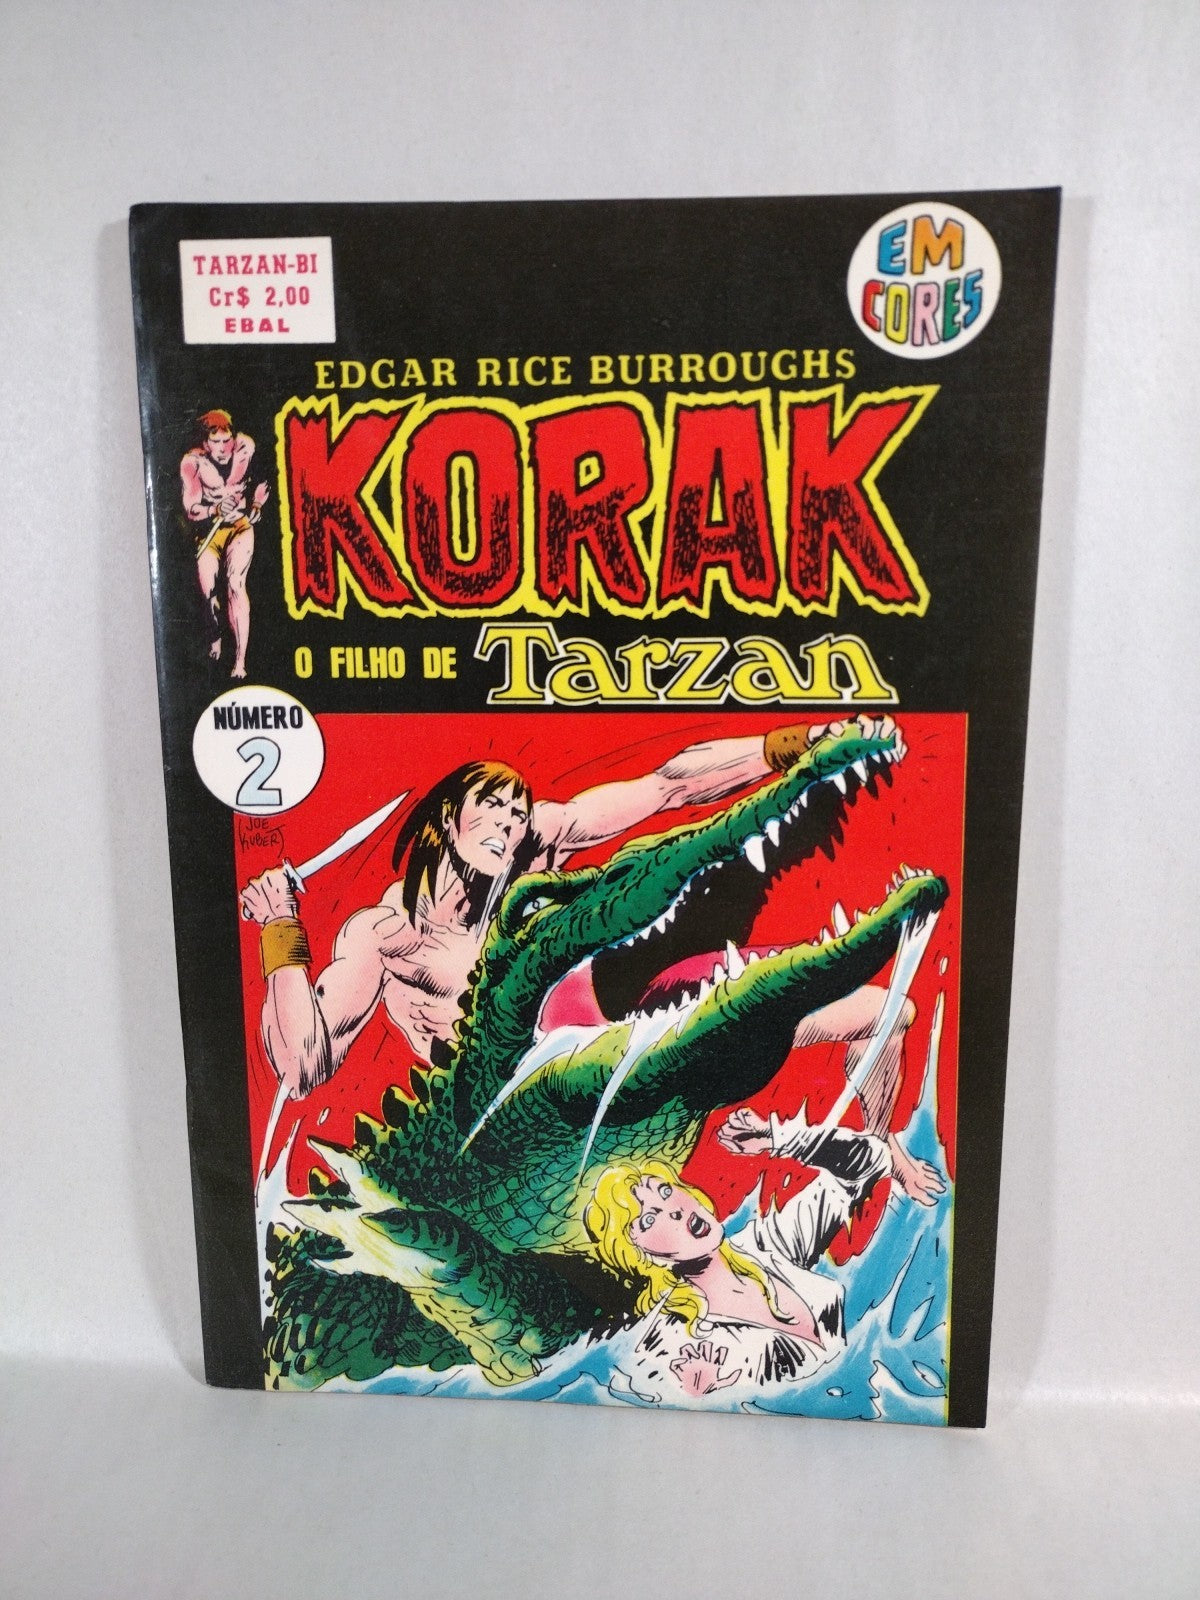 TARZAN-BI
Cr$ 2,00
EBAL
EM
CORES
EDGAR RICE BURROUGHS
KORAK
O FILHO DE Tarzan
NÚMERO
2
JOE
KUBERT